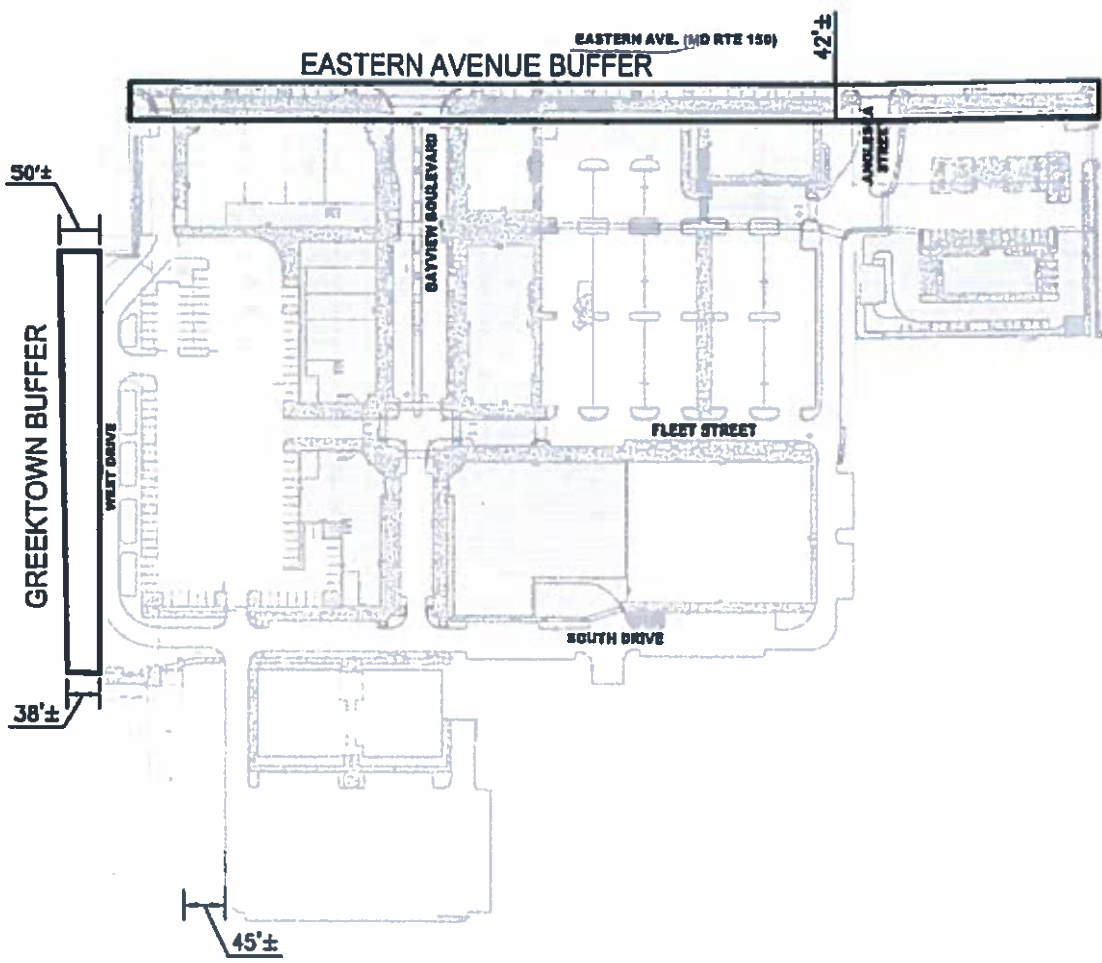 EASTERN AVE. (MD RTE 150)
42'±
EASTERN AVENUE BUFFER
50'±
BAYVIEW BOULEVARD
STREET
GREEKTOWN BUFFER
WEST DRIVE
FLEET STREET
SOUTH DRIVE
38'±
45'±